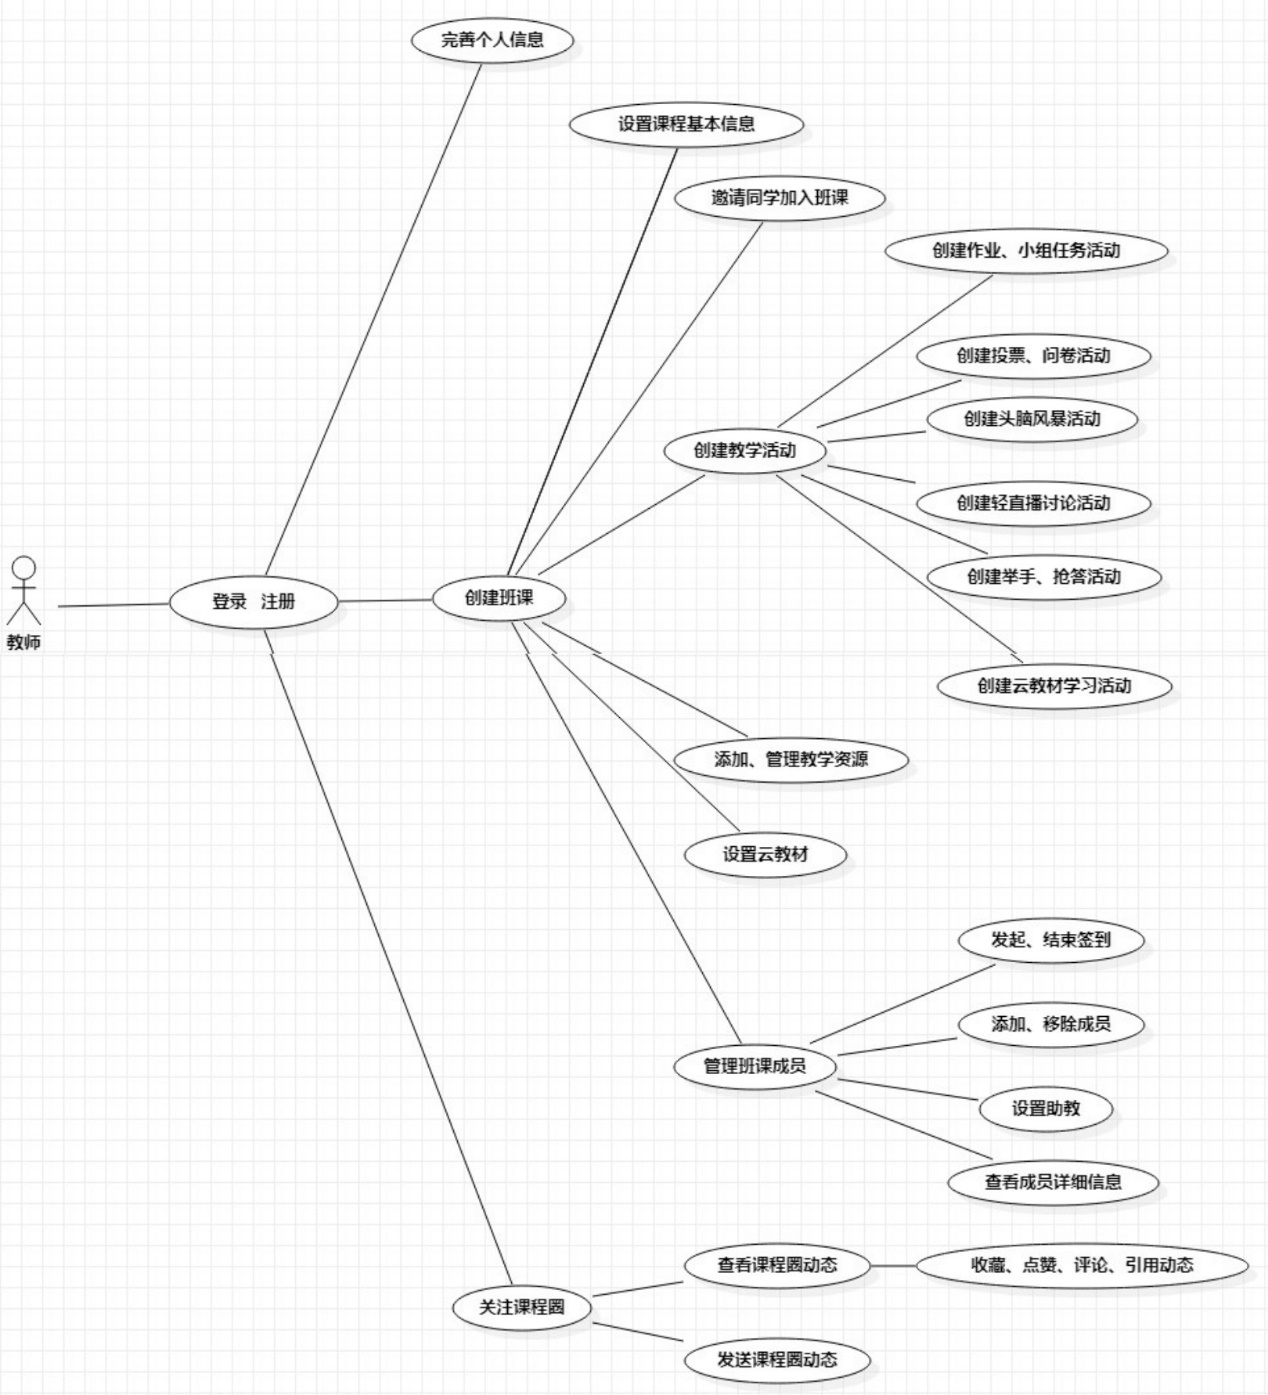 完善个人信息
设置课程基本信息
邀请同学加入班课
创建作业、小组任务活动
创建投票、问卷活动
创建头脑风暴活动
创建教学活动
创建轻直播讨论活动
创建举手、抢答活动
登录 注册
创建班课
教师
创建云教材学习活动
添加、管理教学资源
设置云教材
发起、结束签到
添加、移除成员
管理班课成员
设置助教
查看成员详细信息
查看课程圈动态
收藏、点赞、评论、引用动态
关注课程圈
发送课程圈动态